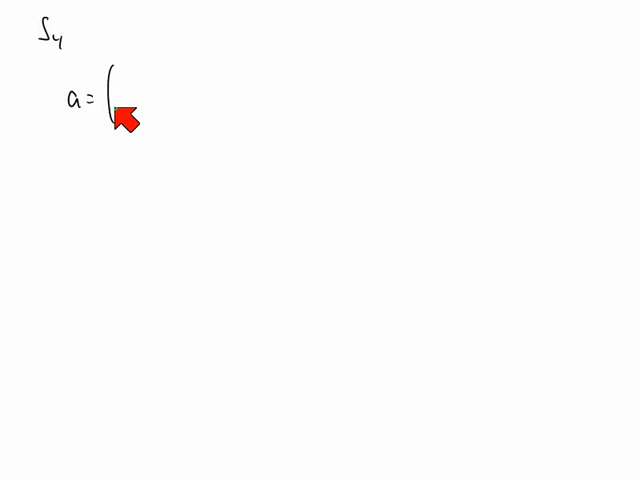 S₄
a = (